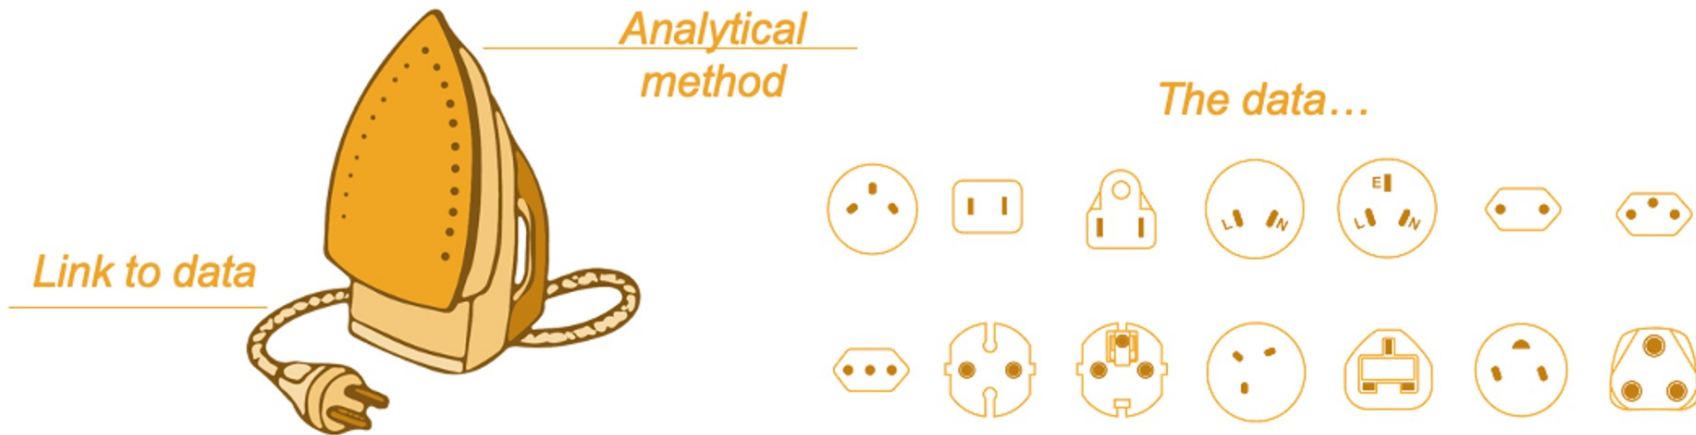 Analytical
method
The data…
Link to data
L N
E
L N